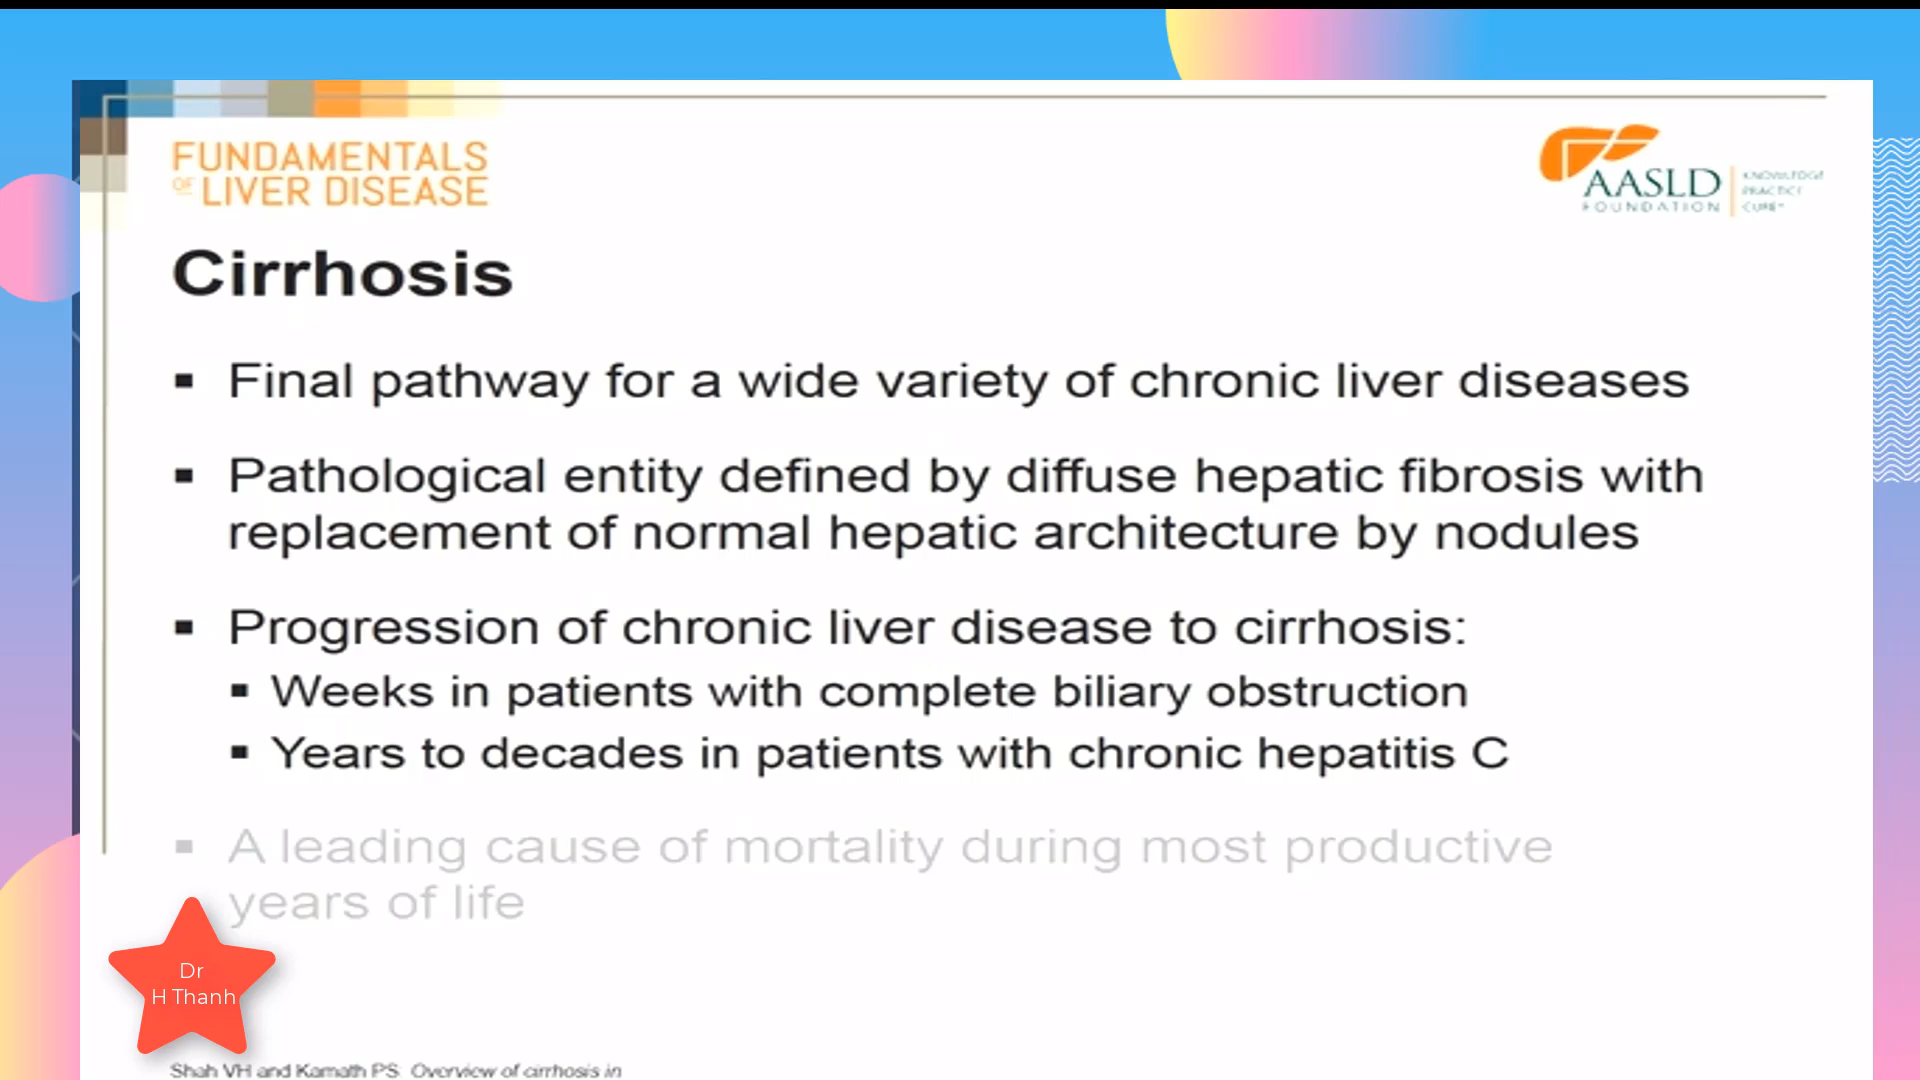 FUNDAMENTALS
OF LIVER DISEASE
AASLD
FOUNDATION
KNOWLEDGE
PRACTICE
CURE
Cirrhosis
▪ Final pathway for a wide variety of chronic liver diseases
▪ Pathological entity defined by diffuse hepatic fibrosis with
replacement of normal hepatic architecture by nodules
▪ Progression of chronic liver disease to cirrhosis:
▪ Weeks in patients with complete biliary obstruction
▪ Years to decades in patients with chronic hepatitis C
▪ A leading cause of mortality during most productive
years of life
Dr
H Thanh
Shah VH and Kamath PS. Overview of cirrhosis in